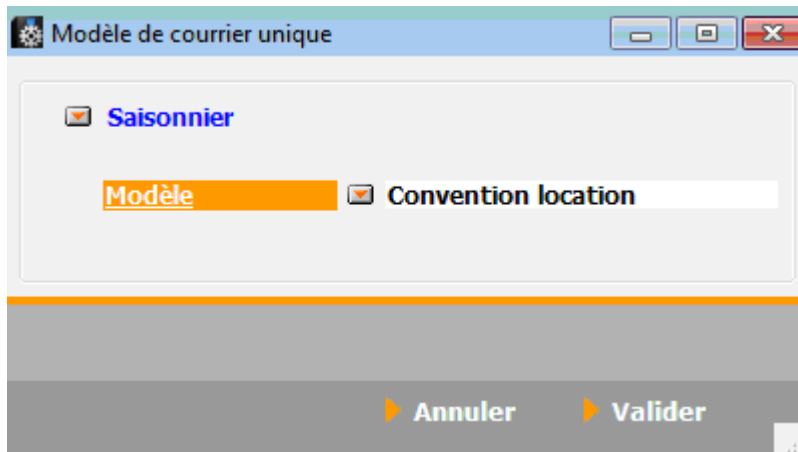 Modèle de courrier unique
Saisonnier
Modèle Convention location
Annuler Valider